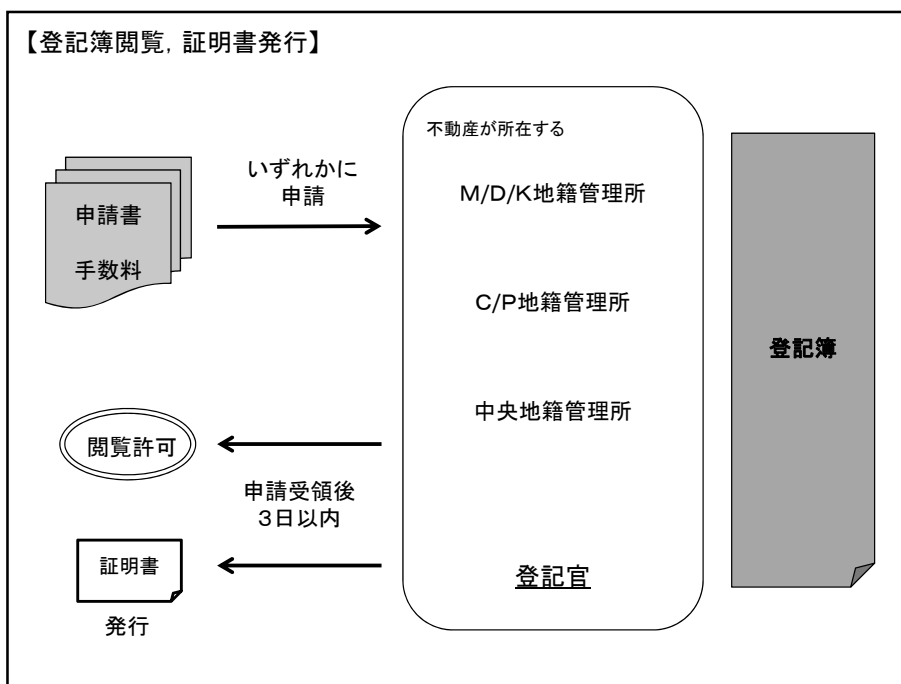 【登記簿閲覧，証明書発行】
申請書
手数料
いずれかに
申請
不動産が所在する
M/D/K地籍管理所
C/P地籍管理所
中央地籍管理所
登記官
登記簿
閲覧許可
申請受領後
3日以内
証明書
発行